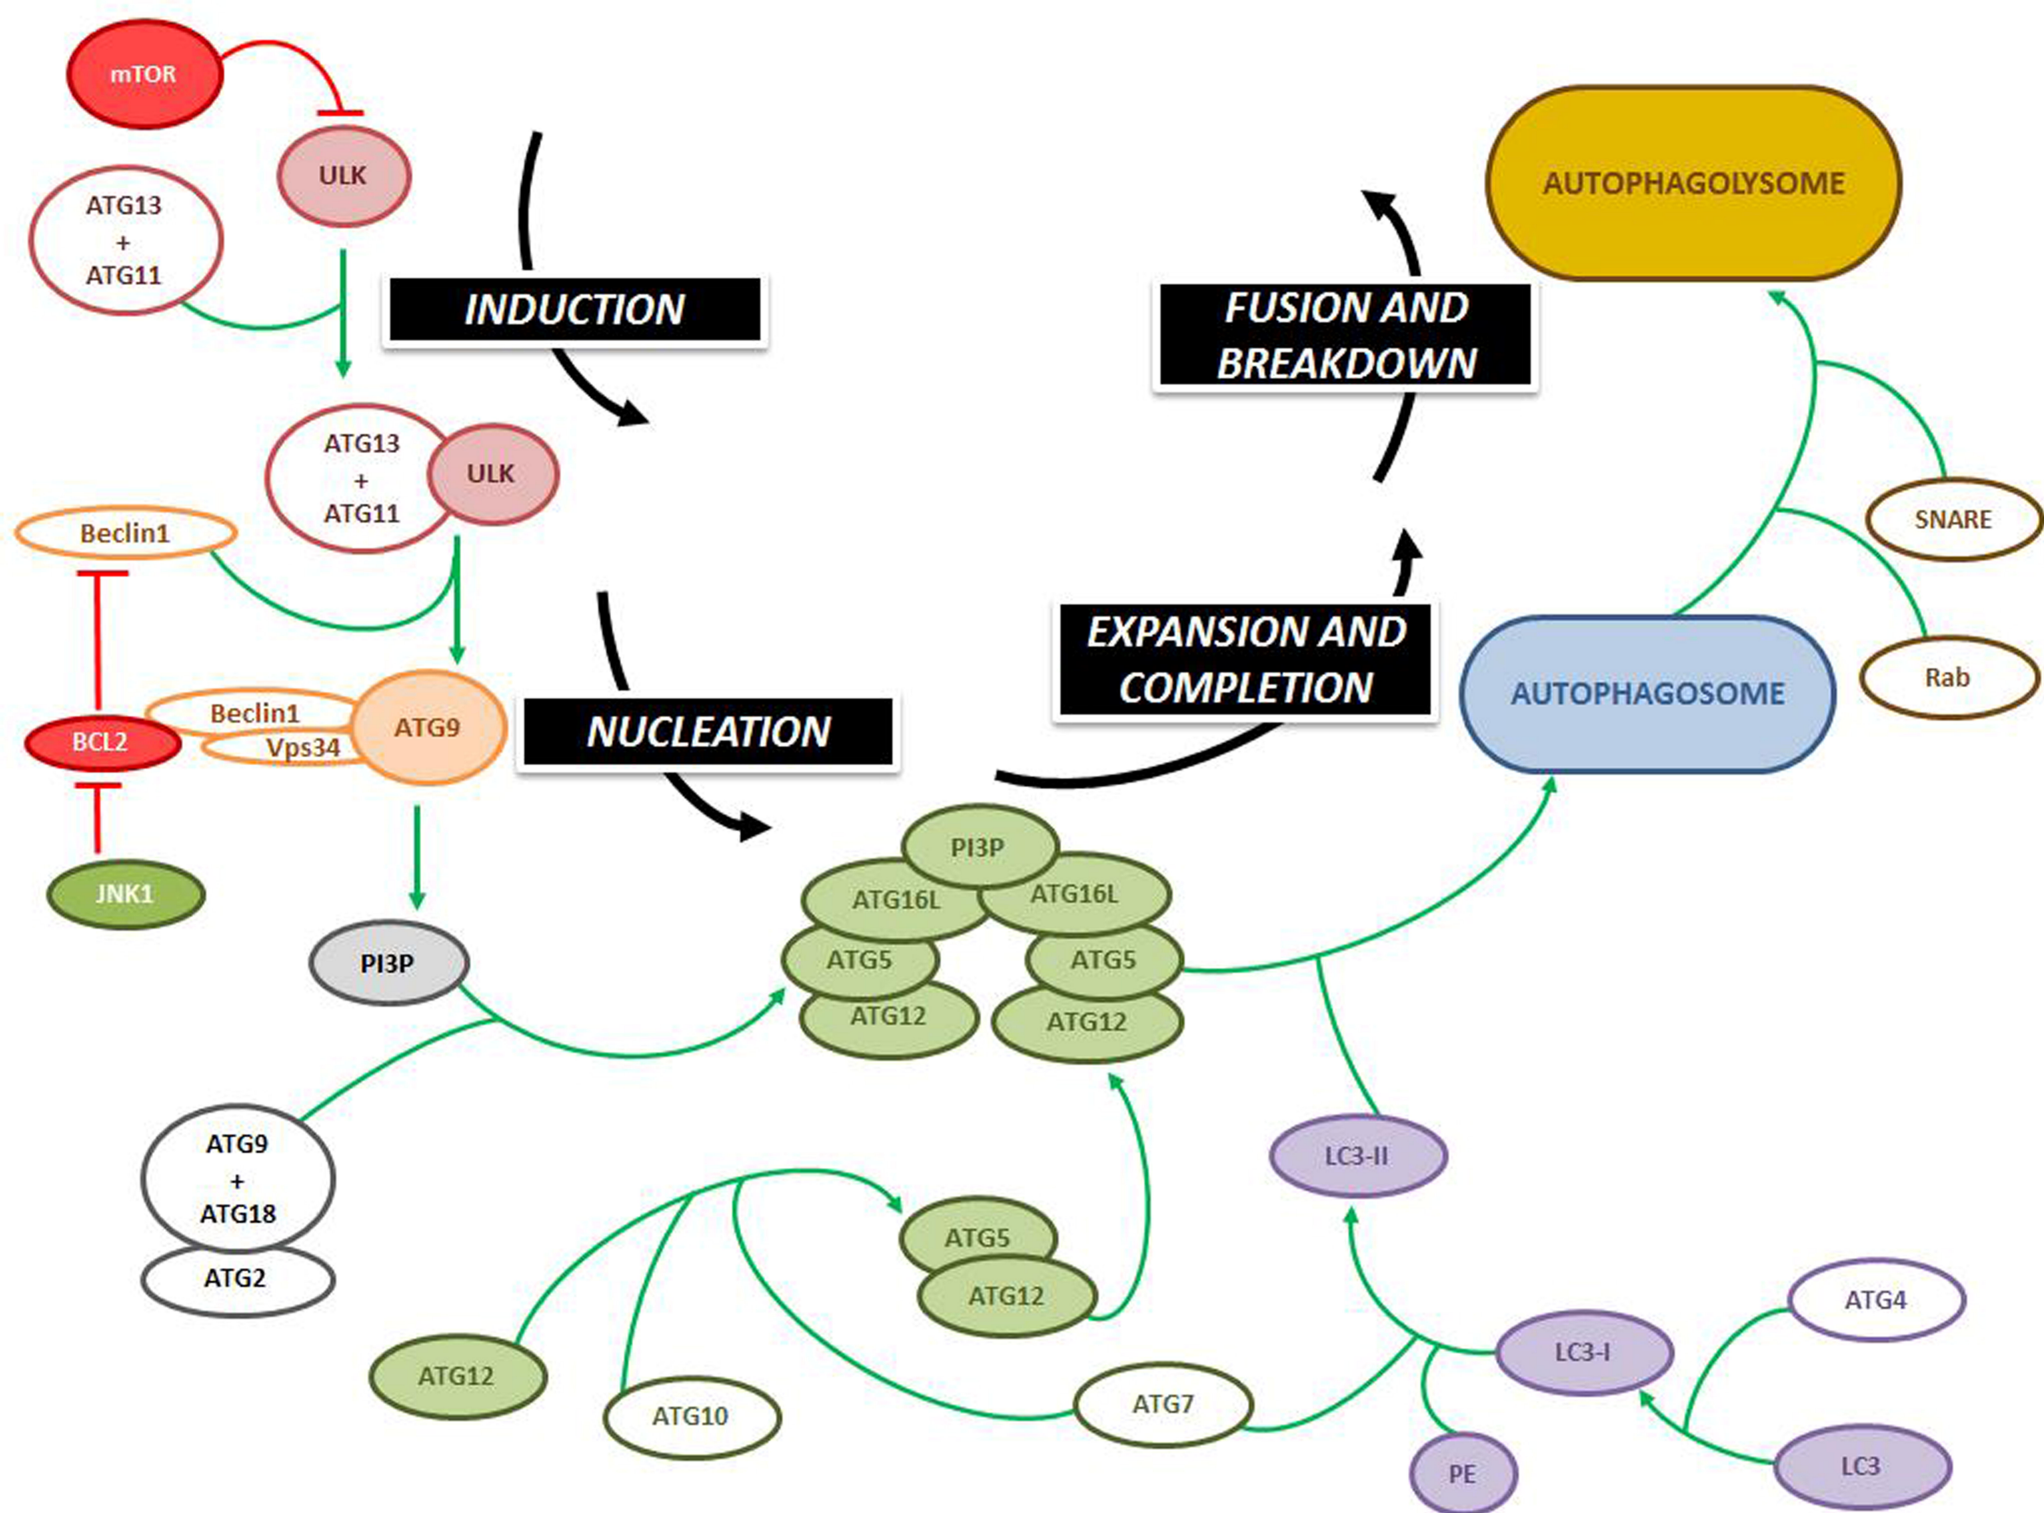 mTOR
ULK
ATG13
+
ATG11
INDUCTION
FUSION AND
BREAKDOWN
AUTOPHAGOLYSOME
ATG13
+
ATG11
ULK
Beclin1
SNARE
EXPANSION AND
COMPLETION
AUTOPHAGOSOME
Rab
Beclin1
Vps34
ATG9
BCL2
NUCLEATION
JNK1
PI3P
PI3P
ATG16L
ATG16L
ATG5
ATG5
ATG12
ATG12
ATG9
+
ATG18
ATG2
LC3-II
ATG5
ATG12
ATG12
ATG10
ATG7
LC3-I
ATG4
PE
LC3